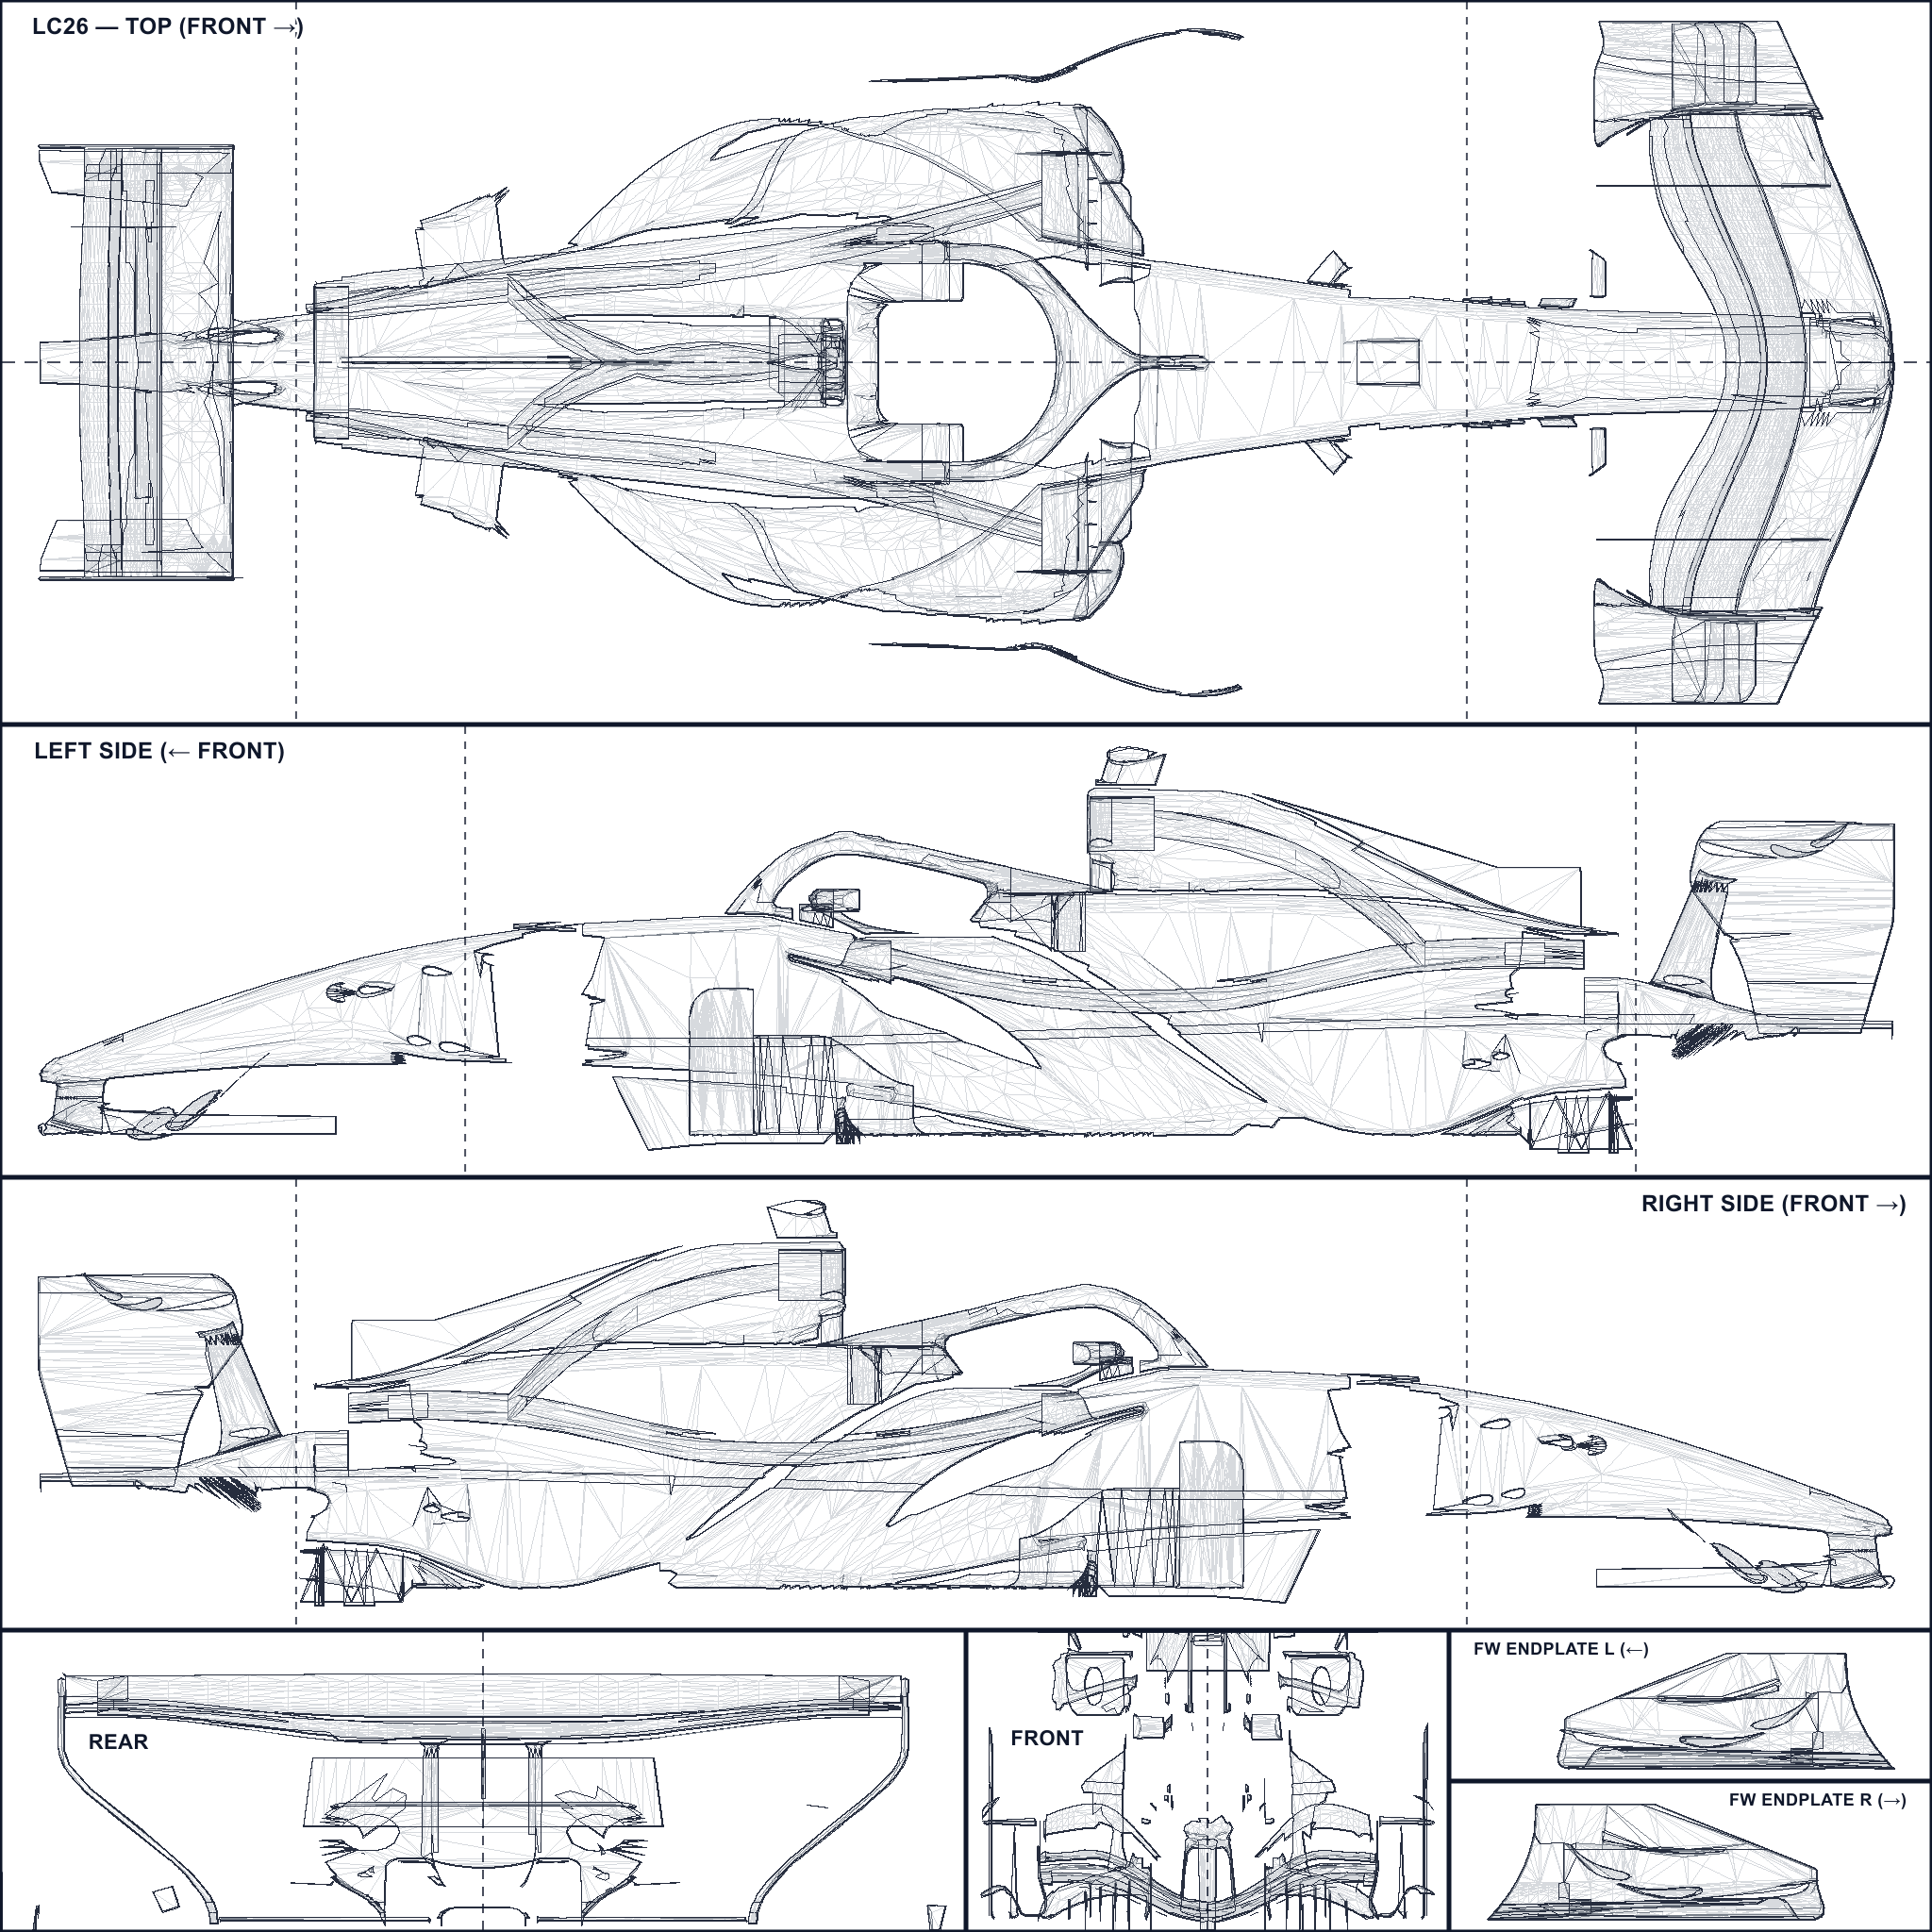 LC26 — TOP (FRONT →)
LEFT SIDE (← FRONT)
RIGHT SIDE (FRONT →)
REAR
FRONT
FW ENDPLATE L (←)
FW ENDPLATE R (→)